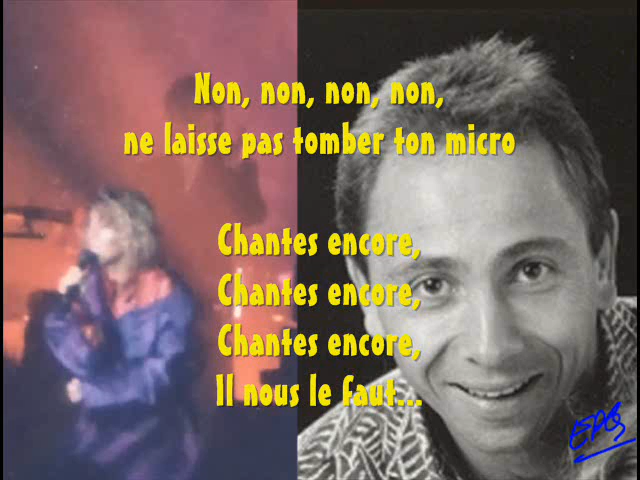 Non, non, non, non,
ne laisse pas tomber ton micro
Chantes encore,
Chantes encore,
Chantes encore,
Il nous le faut...